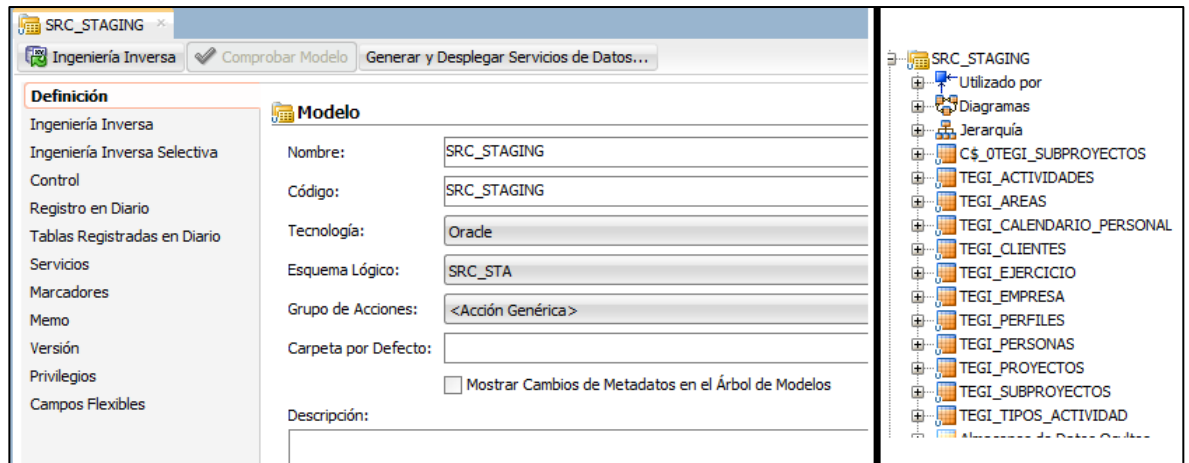 SRC_STAGING
Ingeniería Inversa
Comprobar Modelo
Generar y Desplegar Servicios de Datos...
Definición
Ingeniería Inversa
Ingeniería Inversa Selectiva
Control
Registro en Diario
Tablas Registradas en Diario
Servicios
Marcadores
Memo
Versión
Privilegios
Campos Flexibles
Modelo
Nombre: SRC_STAGING
Código: SRC_STAGING
Tecnología: Oracle
Esquema Lógico: SRC_STA
Grupo de Acciones: <Acción Genérica>
Carpeta por Defecto:
Mostrar Cambios de Metadatos en el Árbol de Modelos
Descripción:
SRC_STAGING
Utilizado por
Diagramas
Jerarquía
C$_0TEGI_SUBPROYECTOS
TEGI_ACTIVIDADES
TEGI_AREAS
TEGI_CALENDARIO_PERSONAL
TEGI_CLIENTES
TEGI_EJERCICIO
TEGI_EMPRESA
TEGI_PERFILES
TEGI_PERSONAS
TEGI_PROYECTOS
TEGI_SUBPROYECTOS
TEGI_TIPOS_ACTIVIDAD